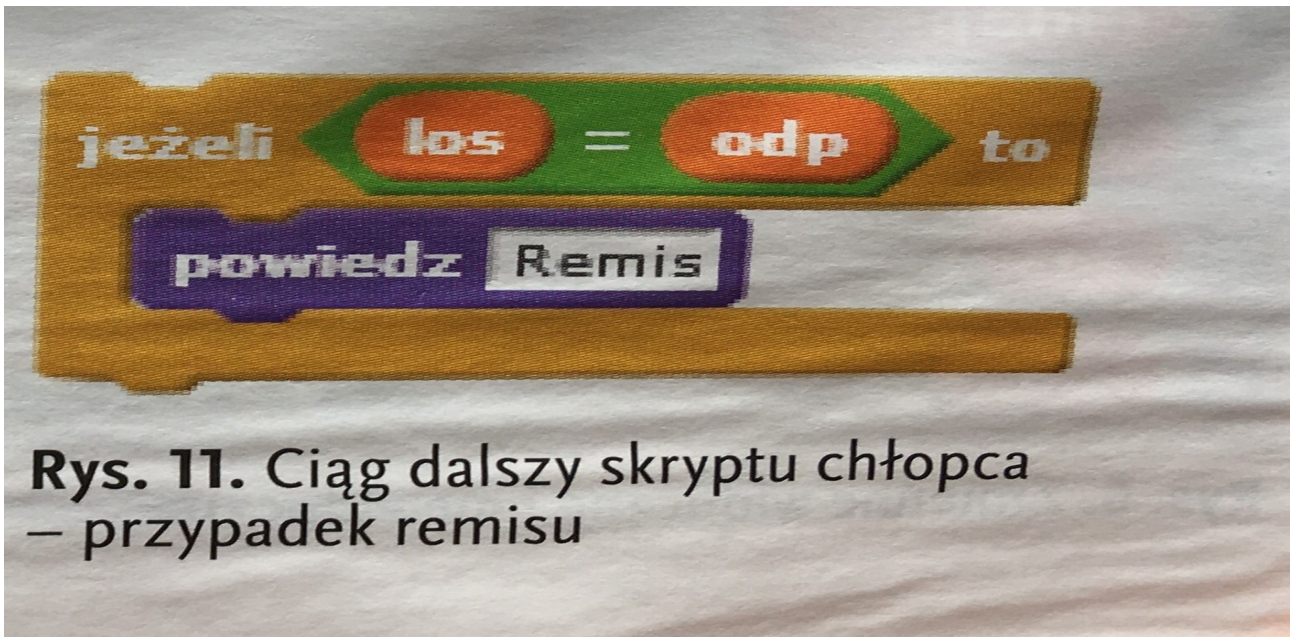 jeżeli los = odp to
powiedz Remis
Rys. 11. Ciąg dalszy skryptu chłopca
– przypadek remisu